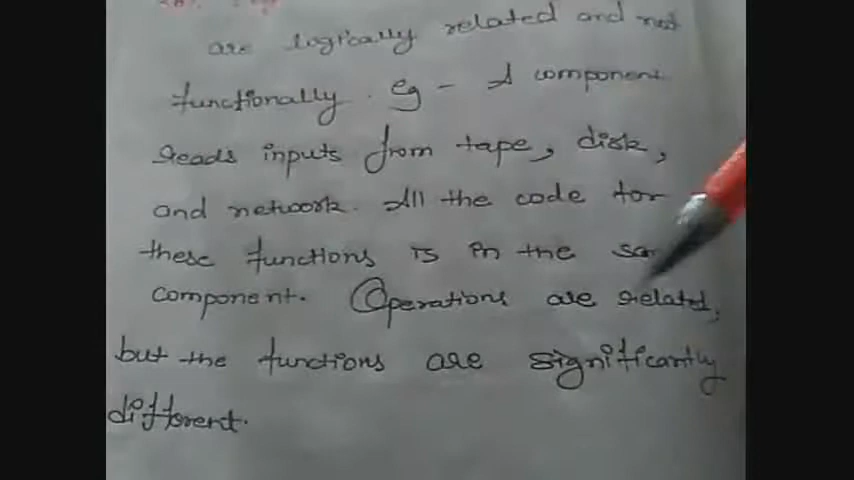 are logically related and not
functionally. eg - A component
reads inputs from tape, disk,
and network. All the code for
these functions is in the
component. Operations are related,
but the functions are significantly
different.